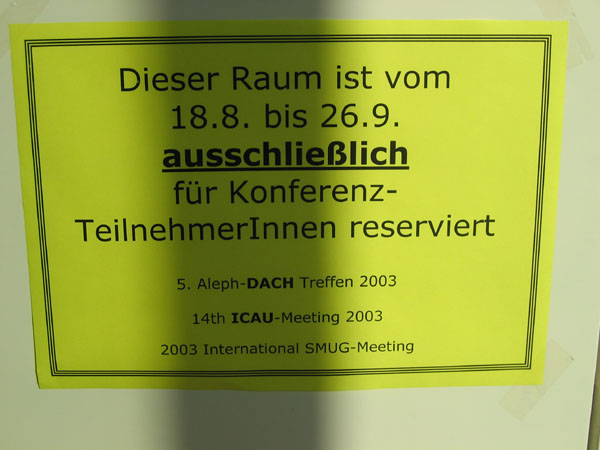 Dieser Raum ist vom
18.8. bis 26.9.
ausschließlich
für Konferenz-
TeilnehmerInnen reserviert
5. Aleph-DACH Treffen 2003
14th ICAU-Meeting 2003
2003 International SMUG-Meeting